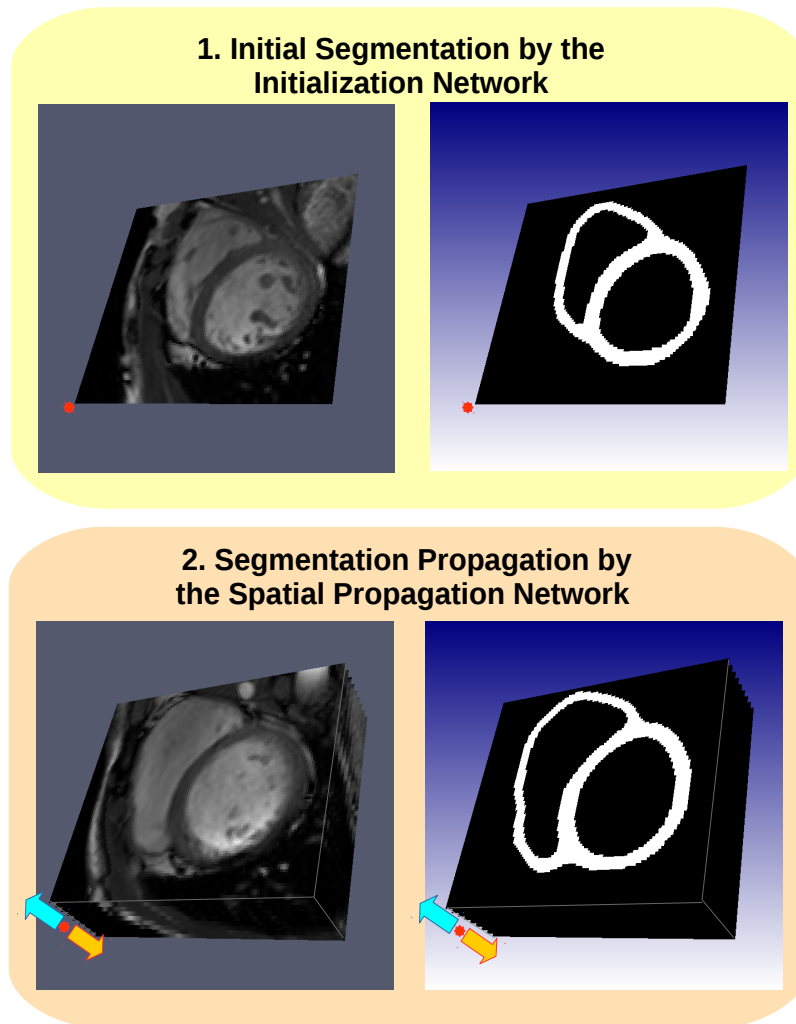 1. Initial Segmentation by the
Initialization Network
2. Segmentation Propagation by
the Spatial Propagation Network